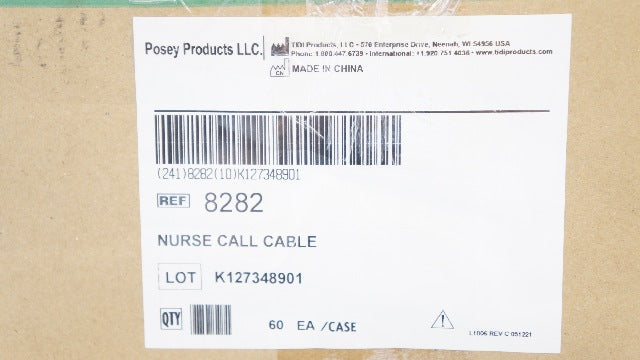 Posey Products LLC.
TIDI Products, LLC - 570 Enterprise Drive, Neenah, WI 54956 USA
Phone: 1.800.447.6739 - International: +1.920.751.4036 - www.tidiproducts.com
CN
MADE IN CHINA
(241)8282(10)K127348901
REF 8282
NURSE CALL CABLE
LOT K127348901
QTY 60 EA /CASE
L1006 REV C 051221